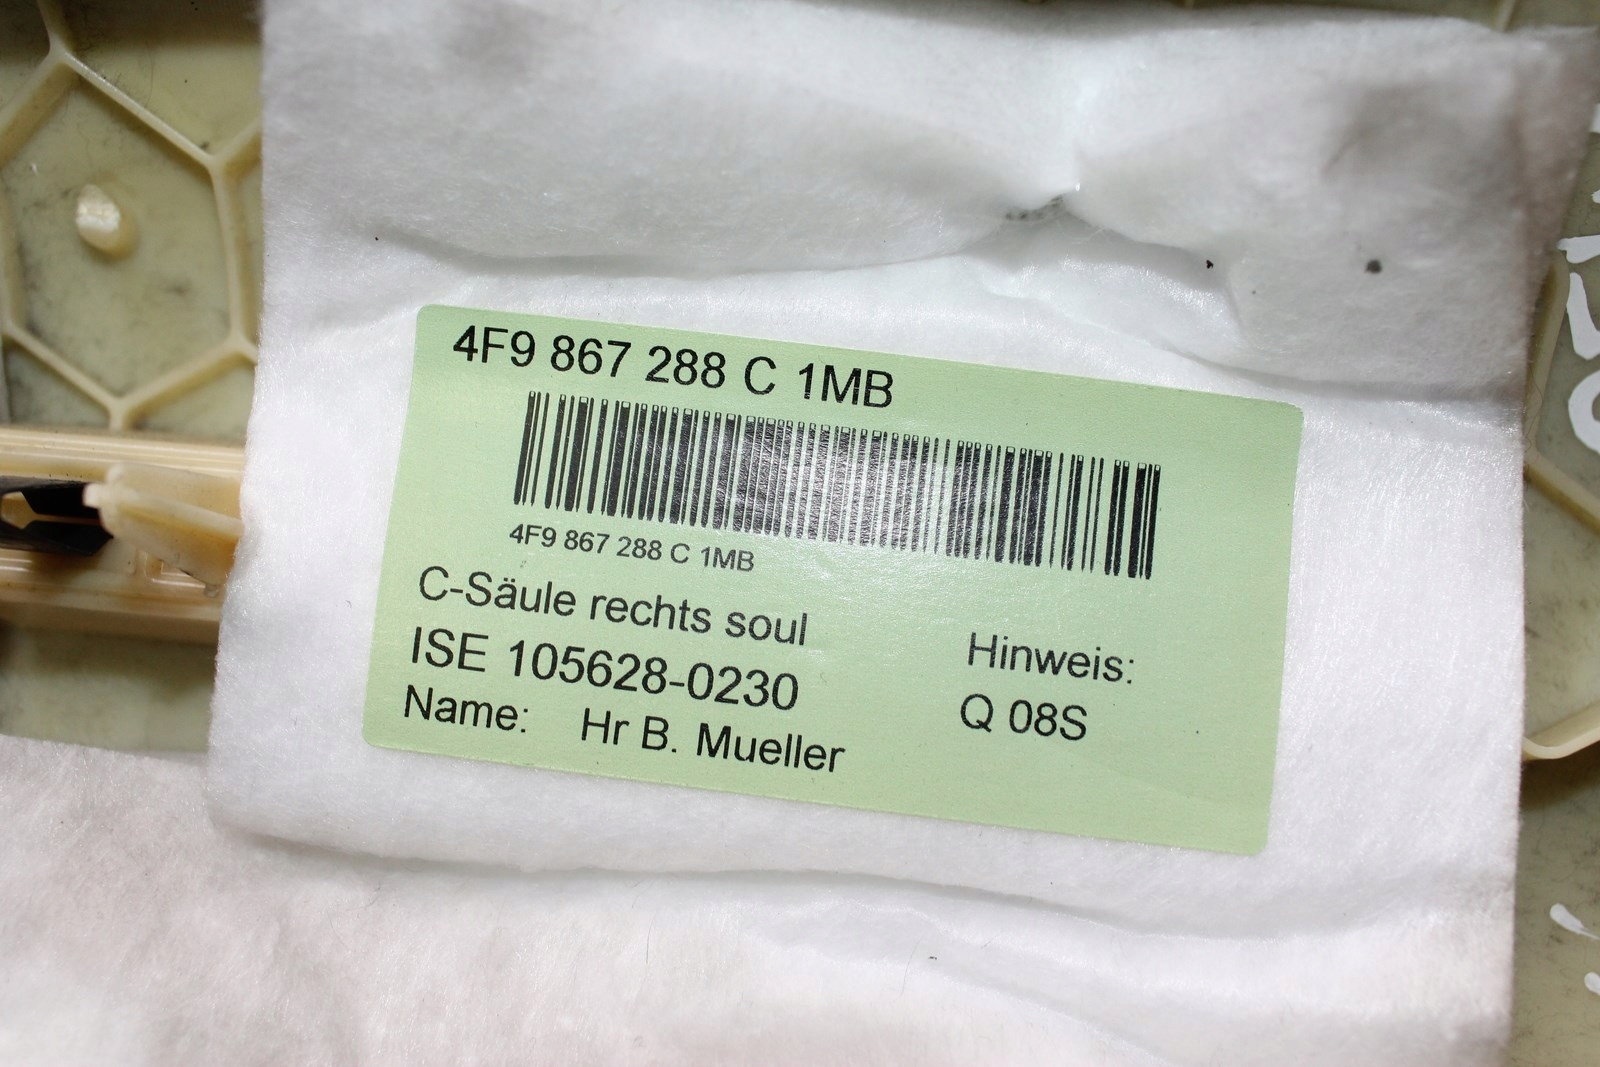 4F9 867 288 C 1MB
4F9 867 288 C 1MB
C-Säule rechts soul
ISE 105628-0230
Name: Hr B. Mueller
Hinweis:
Q 08S